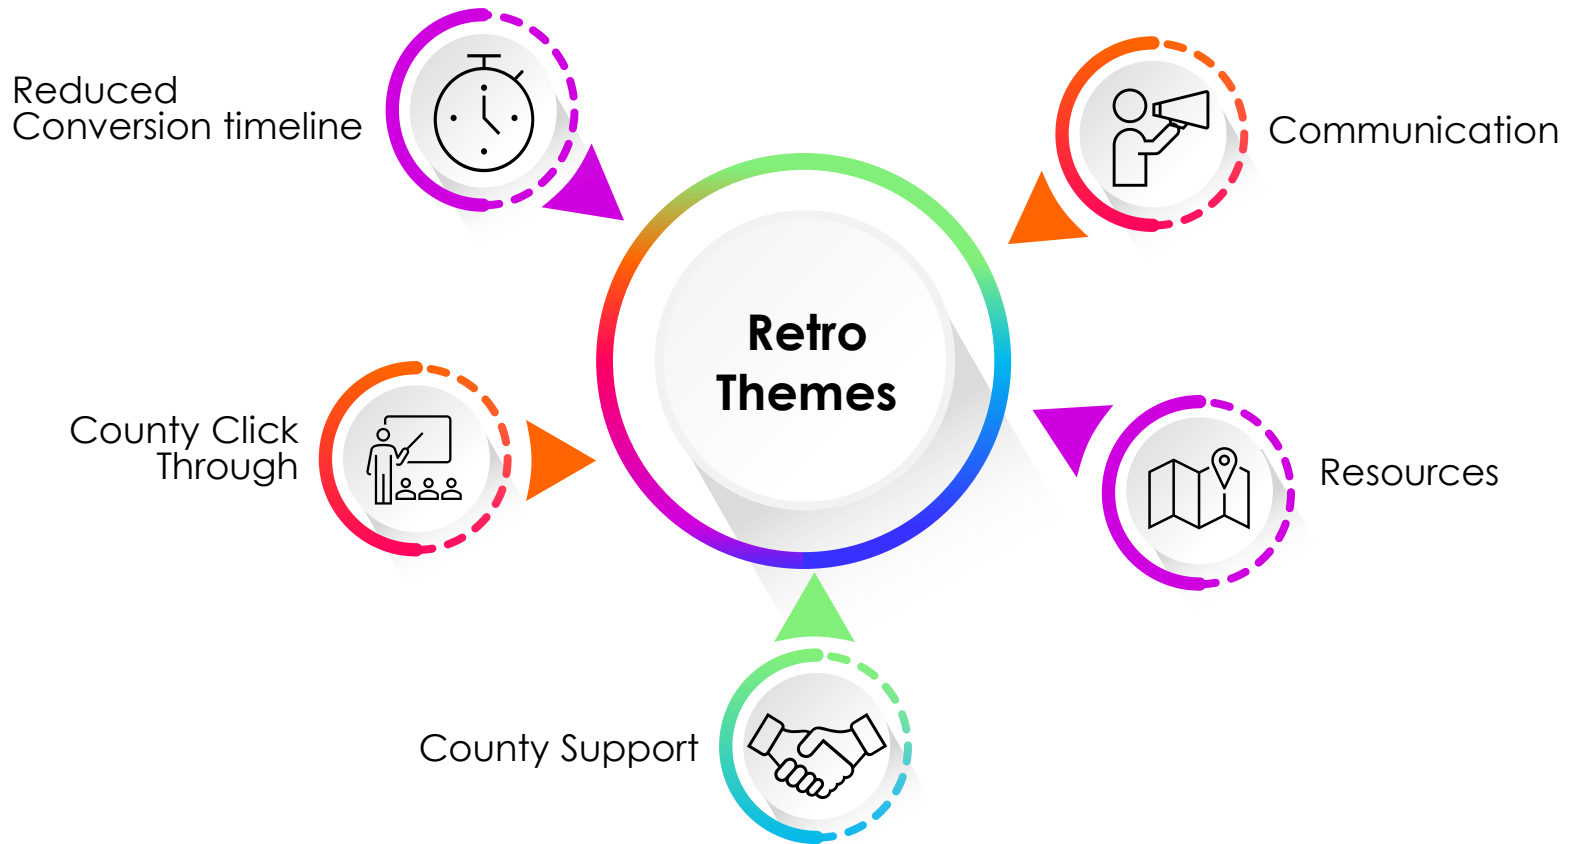 Reduced
Conversion timeline
Communication
Retro
Themes
County Click
Through
Resources
County Support